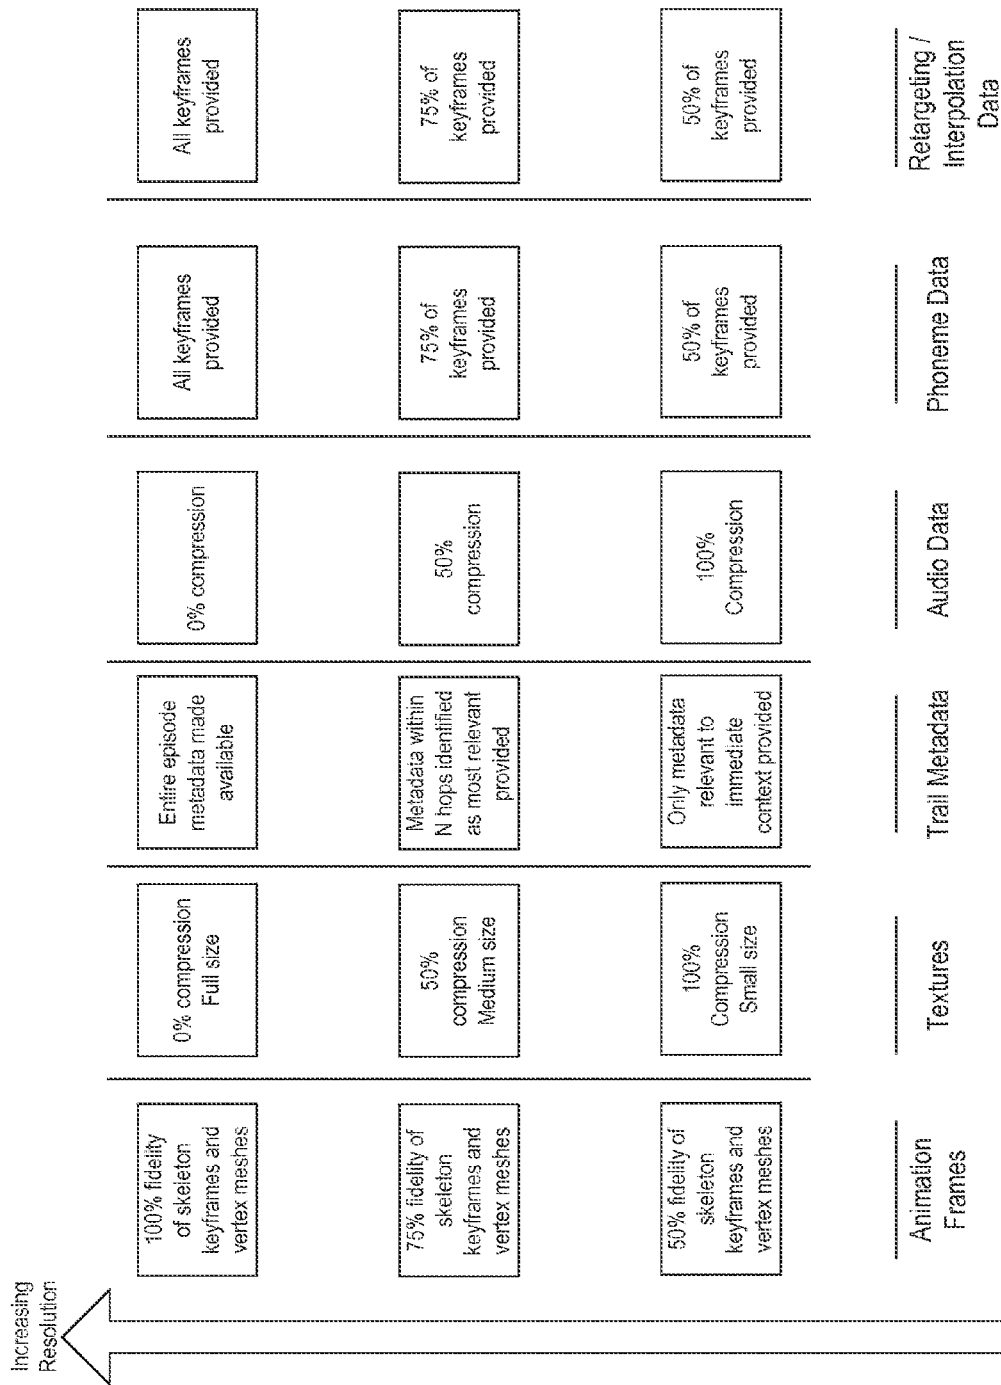 Increasing
Resolution
100% fidelity
of skeleton
keyframes and
vertex meshes
0% compression
Full size
Entire episode
metadata made
available
0% compression
All keyframes
provided
All keyframes
provided
75% fidelity of
skeleton
keyframes and
vertex meshes
50%
compression
Medium size
Metadata within
N hops identified
as most relevant
provided
50%
compression
75% of
keyframes
provided
75% of
keyframes
provided
50% fidelity of
skeleton
keyframes and
vertex meshes
100%
Compression
Small size
Only metadata
relevant to
immediate
context provided
100%
Compression
50% of
keyframes
provided
50% of
keyframes
provided
Animation
Frames
Textures
Trail Metadata
Audio Data
Phoneme Data
Retargeting /
Interpolation
Data